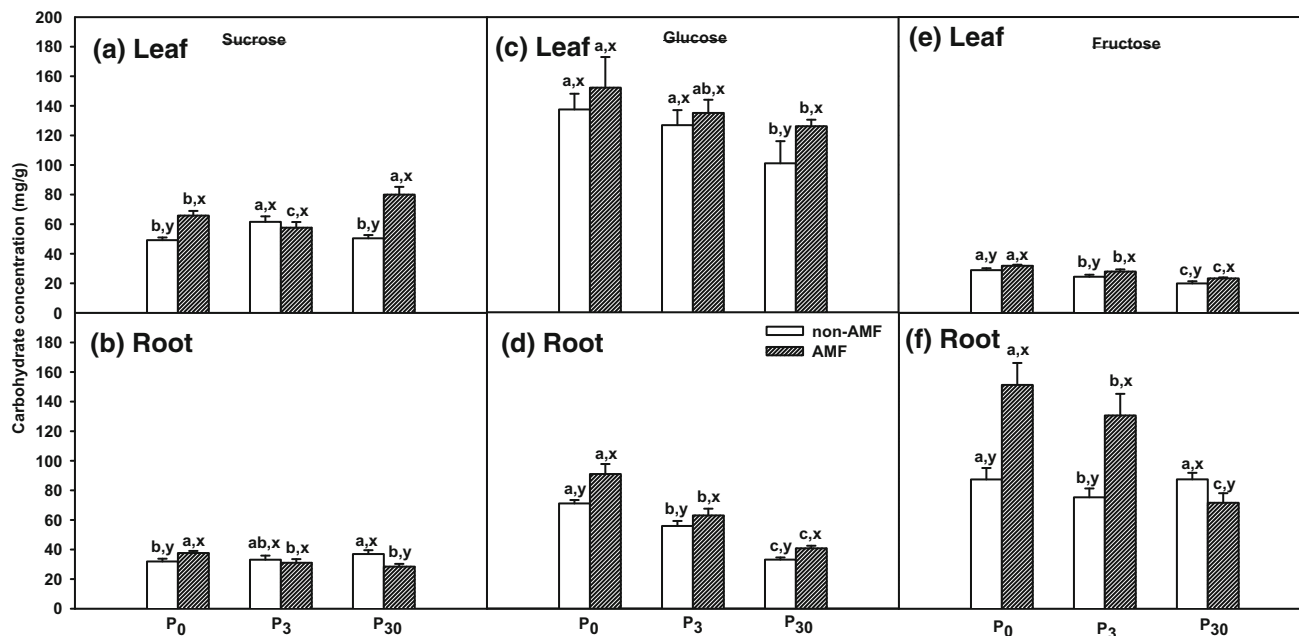 Carbohydrate concentration (mg/g)
200
180
160
140
120
100
80
60
40
20
0
(a) Leaf
Sucrose
b,y
b,x
a,x
c,x
b,y
a,x
(c) Leaf
Glucose
a,x
a,x
a,x
ab,x
b,y
b,x
(e) Leaf
Fructose
a,y
a,x
b,y
b,x
c,y
c,x
180
160
140
120
100
80
60
40
20
0
(b) Root
b,y
a,x
ab,x
b,x
a,x
b,y
(d) Root
non-AMF
AMF
a,y
a,x
b,y
b,x
c,y
c,x
(f) Root
a,y
a,x
b,y
b,x
a,x
c,y
P0 P3 P30
P0 P3 P30
P0 P3 P30